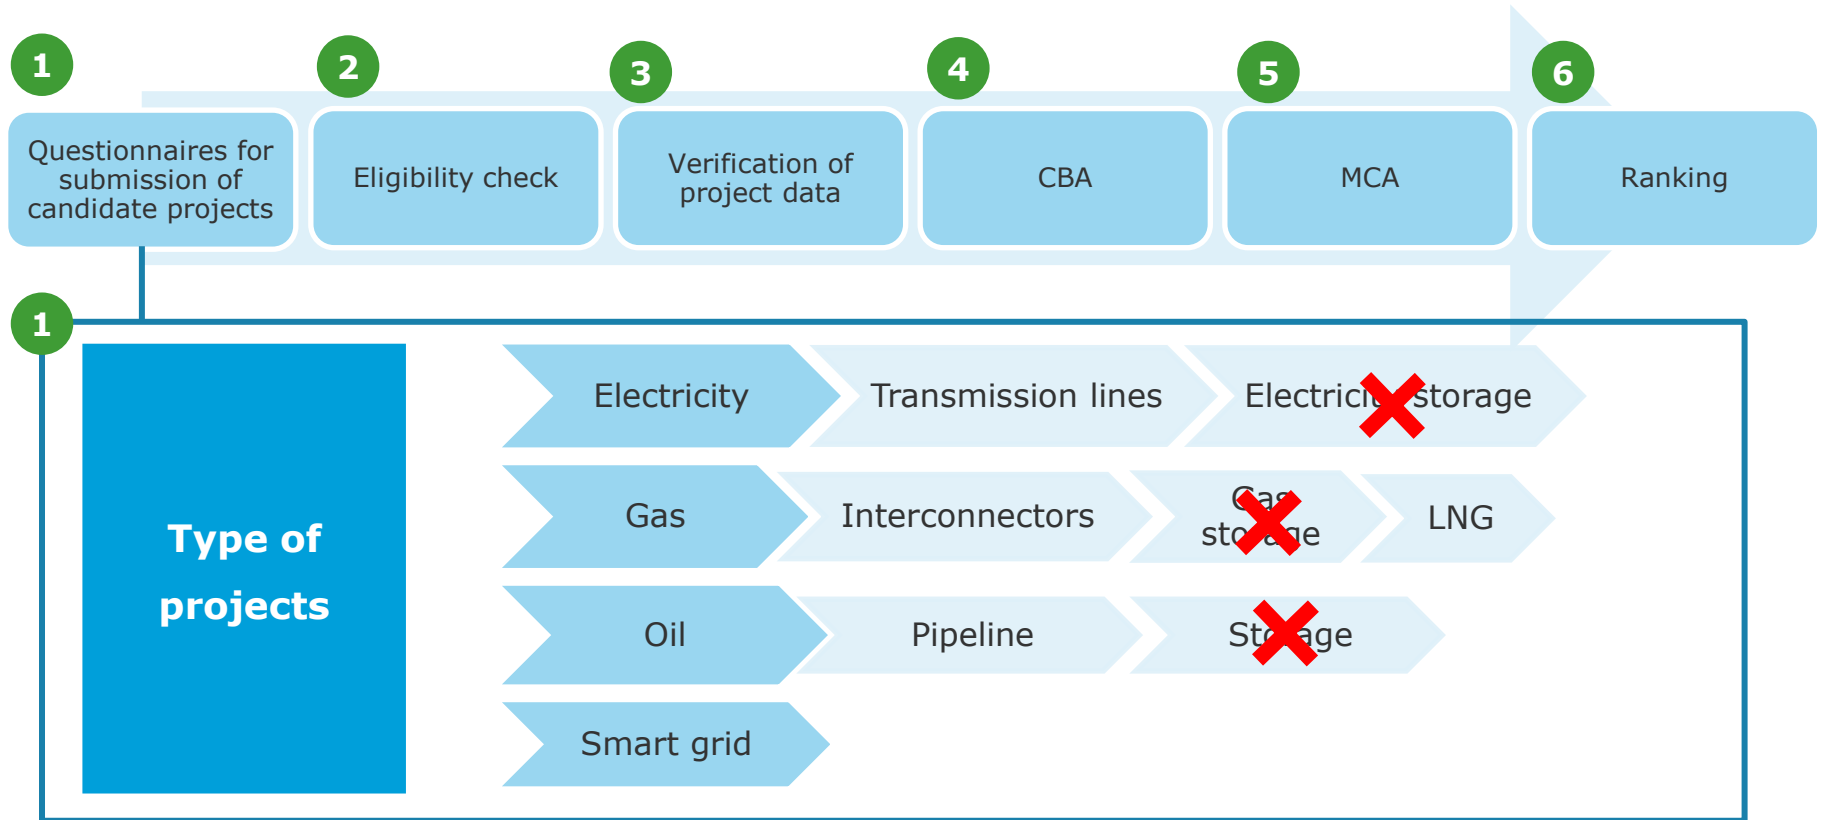 1
2
3
4
5
6
Questionnaires for
submission of
candidate projects
Eligibility check
Verification of
project data
CBA
MCA
Ranking
1
Type of
projects
Electricity
Transmission lines
Electricity storage
Gas
Interconnectors
Gas
storage
LNG
Oil
Pipeline
Storage
Smart grid